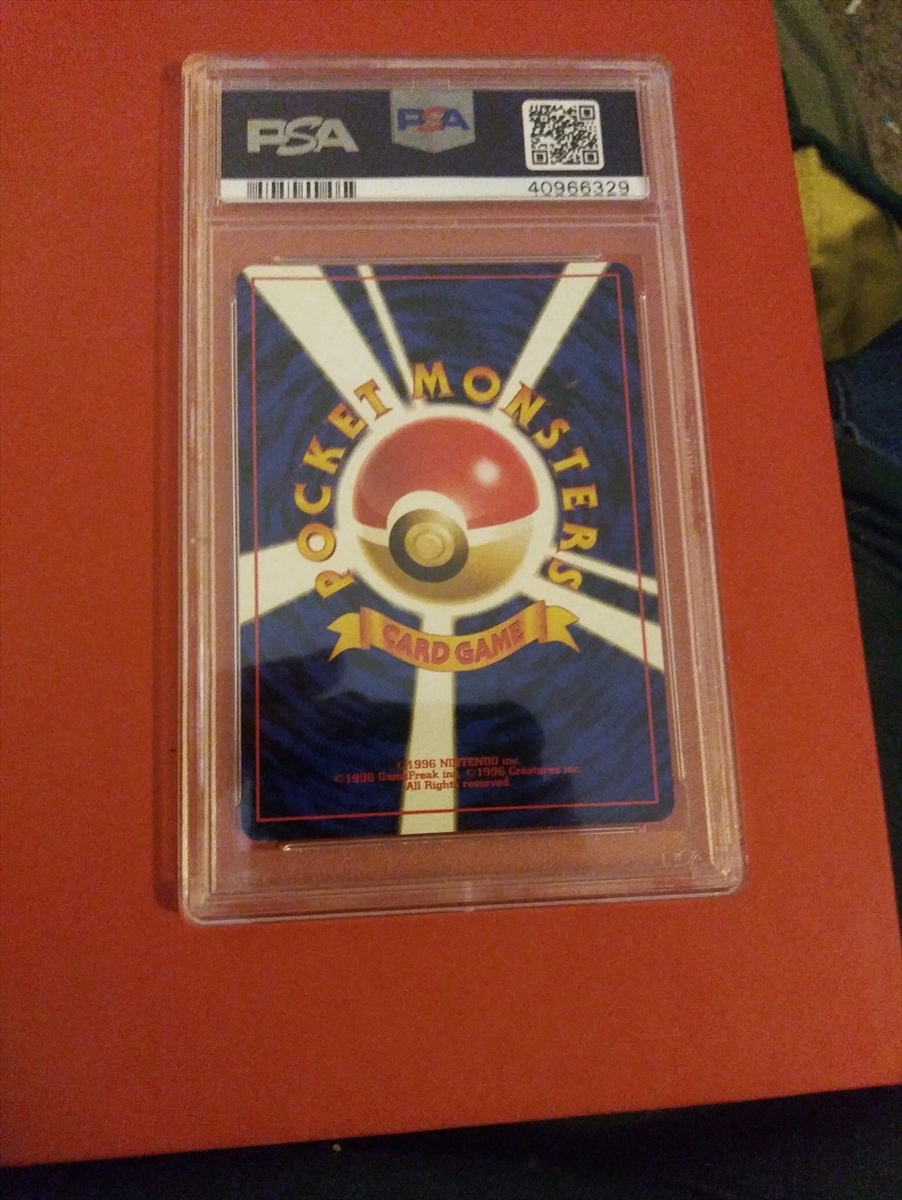 PSA
PSA
40966329
POCKET MONSTERS
CARD GAME
©1996 NINTENDO inc.
©1996 GameFreak inc. ©1996 Creatures inc.
All Rights reserved.